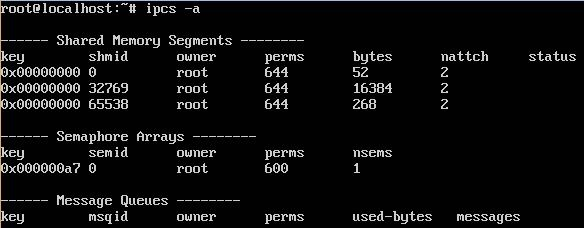 root@localhost:~# ipcs -a
------ Shared Memory Segments --------
key shmid owner perms bytes nattch status
0x00000000 0 root 644 52 2
0x00000000 32769 root 644 16384 2
0x00000000 65538 root 644 268 2
------ Semaphore Arrays --------
key semid owner perms nsems
0x000000a7 0 root 600 1
------ Message Queues --------
key msqid owner perms used-bytes messages